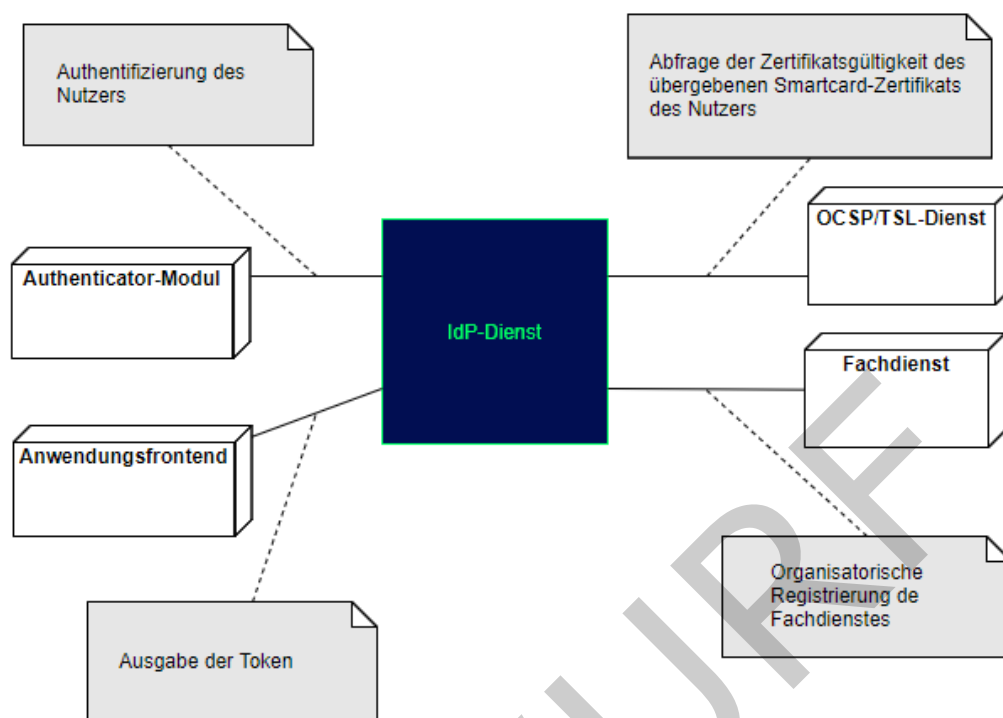 Authentifizierung des
Nutzers
Abfrage der Zertifikatsgültigkeit des
übergebenen Smartcard-Zertifikats
des Nutzers
OCSP/TSL-Dienst
Authenticator-Modul
IdP-Dienst
Fachdienst
Anwendungsfrontend
Organisatorische
Registrierung de
Fachdienstes
Ausgabe der Token